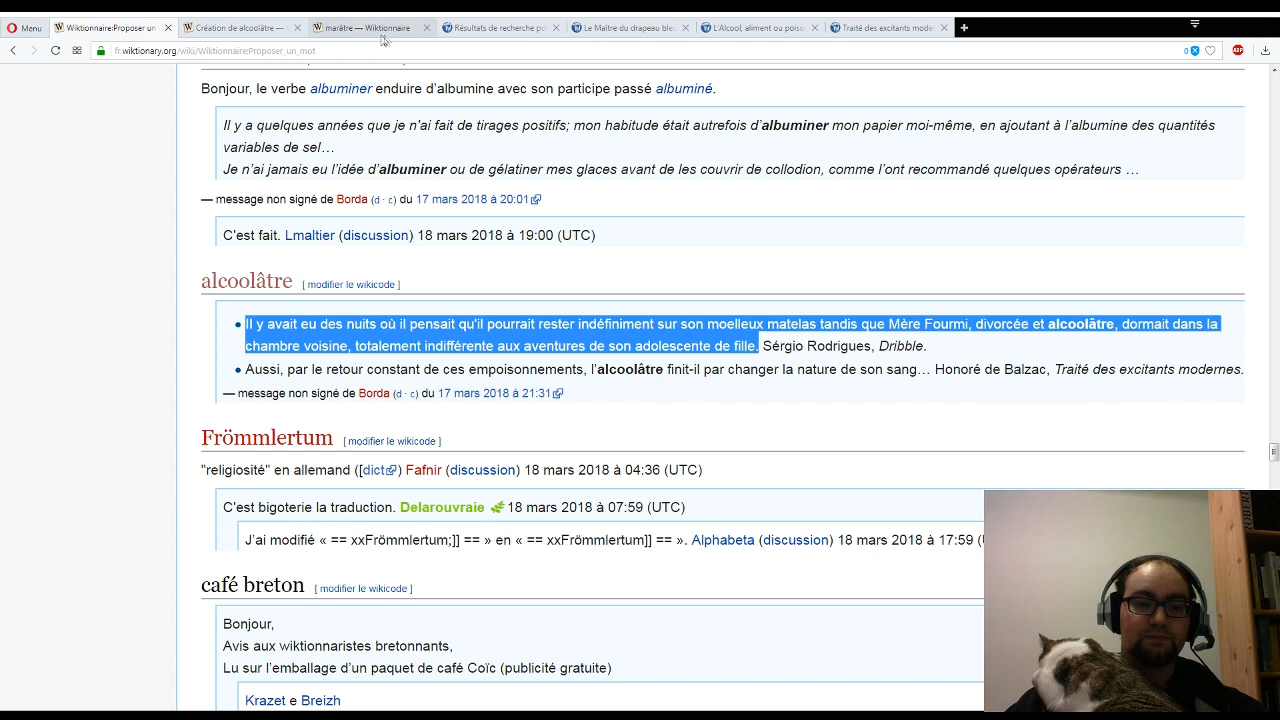 Menu
Wiktionnaire:Proposer un
Création de alcoolâtre —
marâtre — Wiktionnaire
Résultats de recherche po
Le Maître du drapeau bleu
L'Alcool, aliment ou poiso
Traité des excitants moder
fr.wiktionary.org/wiki/Wiktionnaire:Proposer_un_mot
0
ABP
Bonjour, le verbe albuminer enduire d’albumine avec son participe passé albuminé.
Il y a quelques années que je n’ai fait de tirages positifs; mon habitude était autrefois d’albuminer mon papier moi-même, en ajoutant à l’albumine des quantités
variables de sel…
Je n’ai jamais eu l’idée d’albuminer ou de gélatiner mes glaces avant de les couvrir de collodion, comme l’ont recommandé quelques opérateurs …
— message non signé de Borda (d · c) du 17 mars 2018 à 20:01
C'est fait. Lmaltier (discussion) 18 mars 2018 à 19:00 (UTC)
alcoolâtre [ modifier le wikicode ]
Il y avait eu des nuits où il pensait qu'il pourrait rester indéfiniment sur son moelleux matelas tandis que Mère Fourmi, divorcée et alcoolâtre, dormait dans la
chambre voisine, totalement indifférente aux aventures de son adolescente de fille. Sérgio Rodrigues, Dribble.
Aussi, par le retour constant de ces empoisonnements, l’alcoolâtre finit-il par changer la nature de son sang… Honoré de Balzac, Traité des excitants modernes.
— message non signé de Borda (d · c) du 17 mars 2018 à 21:31
Frömmlertum [ modifier le wikicode ]
"religiosité" en allemand ([dict) Fafnir (discussion) 18 mars 2018 à 04:36 (UTC)
C’est bigoterie la traduction. Delarouvraie 18 mars 2018 à 07:59 (UTC)
J’ai modifié « == xxFrömmlertum;]] == » en « == xxFrömmlertum]] == ». Alphabeta (discussion) 18 mars 2018 à 17:59 (U
café breton [ modifier le wikicode ]
Bonjour,
Avis aux wiktionnaristes bretonnants,
Lu sur l’emballage d’un paquet de café Coïc (publicité gratuite)
Krazet e Breizh